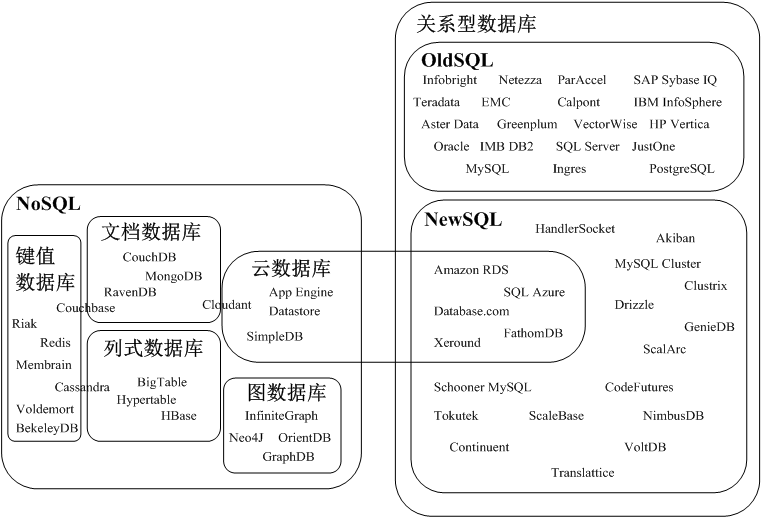 关系型数据库
OldSQL
Infobright Netezza ParAccel SAP Sybase IQ
Teradata EMC Calpont IBM InfoSphere
Aster Data Greenplum VectorWise HP Vertica
Oracle IMB DB2 SQL Server JustOne
MySQL Ingres PostgreSQL
NoSQL
键值
数据库
Riak
Redis
Membrain
Voldemort
BekeleyDB
Couchbase
Cassandra
文档数据库
CouchDB
MongoDB
RavenDB
Cloudant
列式数据库
BigTable
Hypertable
HBase
云数据库
App Engine
Datastore
SimpleDB
图数据库
InfiniteGraph
Neo4J OrientDB
GraphDB
NewSQL
HandlerSocket
Akiban
Amazon RDS
MySQL Cluster
SQL Azure
Clustrix
Database.com
Drizzle
FathomDB
GenieDB
Xeround
ScalArc
Schooner MySQL CodeFutures
Tokutek ScaleBase NimbusDB
Continuent VoltDB
Translattice